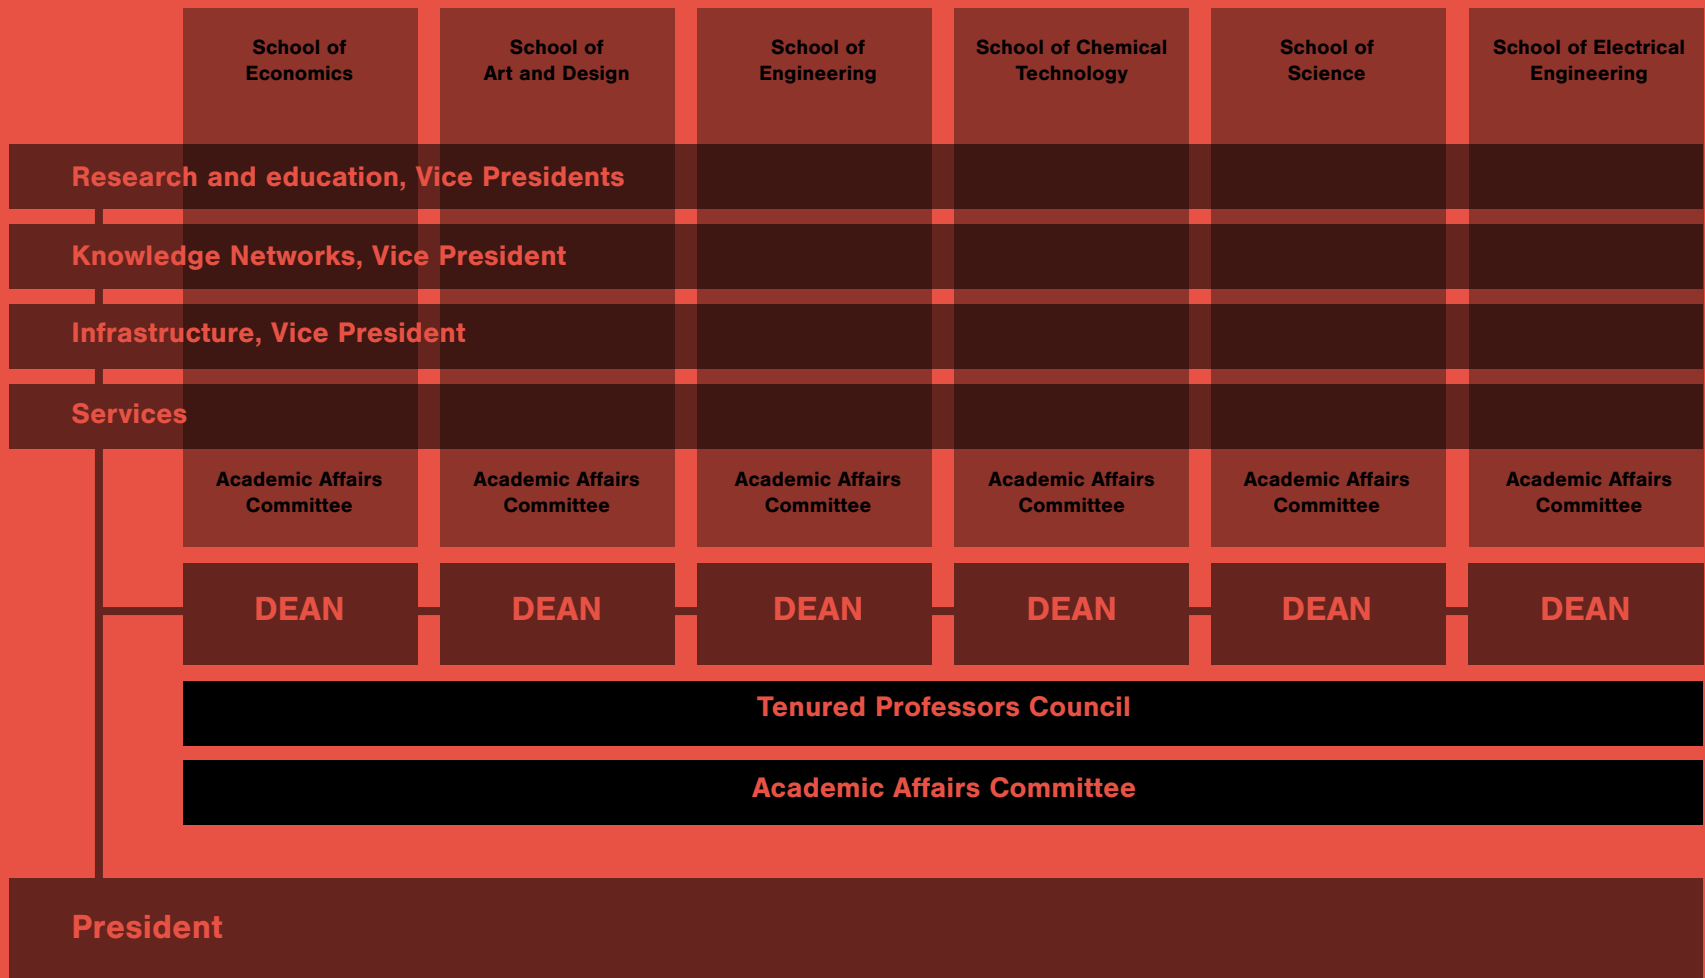 School of
Economics
School of
Art and Design
School of
Engineering
School of Chemical
Technology
School of
Science
School of Electrical
Engineering
Research and education, Vice Presidents
Knowledge Networks, Vice President
Infrastructure, Vice President
Services
Academic Affairs
Committee
Academic Affairs
Committee
Academic Affairs
Committee
Academic Affairs
Committee
Academic Affairs
Committee
Academic Affairs
Committee
DEAN
DEAN
DEAN
DEAN
DEAN
DEAN
Tenured Professors Council
Academic Affairs Committee
President